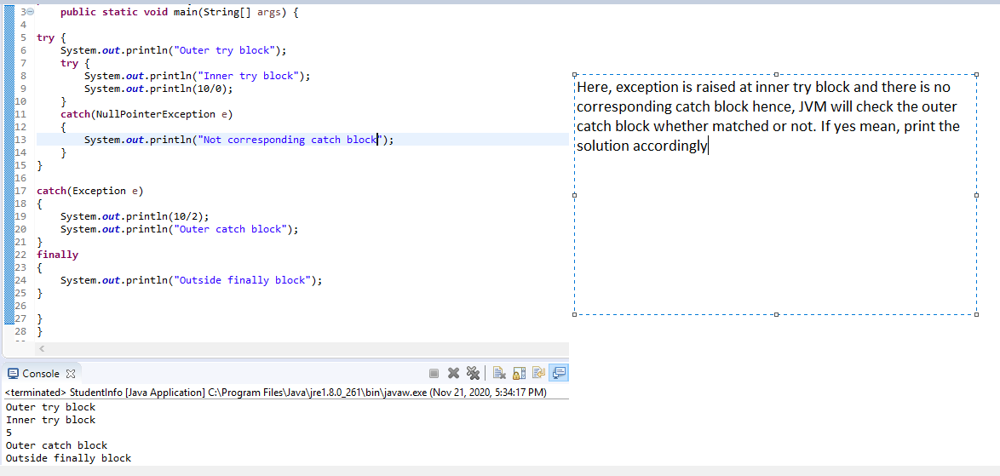 3 public static void main(String[] args) {
4
5 try {
6 System.out.println("Outer try block");
7 try {
8 System.out.println("Inner try block");
9 System.out.println(10/0);
10 }
11 catch(NullPointerException e)
12 {
13 System.out.println("Not corresponding catch block");
14 }
15 }
16
17 catch(Exception e)
18 {
19 System.out.println(10/2);
20 System.out.println("Outer catch block");
21 }
22 finally
23 {
24 System.out.println("Outside finally block");
25 }
26
27 }
28 }
Here, exception is raised at inner try block and there is no
corresponding catch block hence, JVM will check the outer
catch block whether matched or not. If yes mean, print the
solution accordingly
Console
<terminated> StudentInfo [Java Application] C:\Program Files\Java\jre1.8.0_261\bin\javaw.exe (Nov 21, 2020, 5:34:17 PM)
Outer try block
Inner try block
5
Outer catch block
Outside finally block